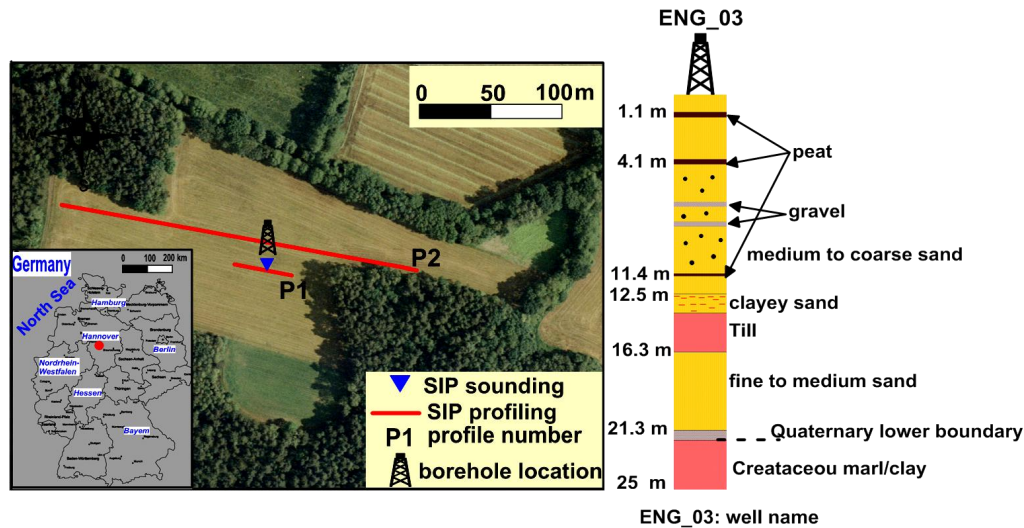 ENG_03
0 50 100m
P2
P1
Germany
0 100 200 km
North Sea
Hamburg
Hannover
Berlin
Nordrhein-
Westfalen
Hessen
Bayem
SIP sounding
SIP profiling
P1 profile number
borehole location
1.1 m
4.1 m
peat
gravel
medium to coarse sand
11.4 m
12.5 m
clayey sand
Till
16.3 m
fine to medium sand
21.3 m
Quaternary lower boundary
Creataceou marl/clay
25 m
ENG_03: well name